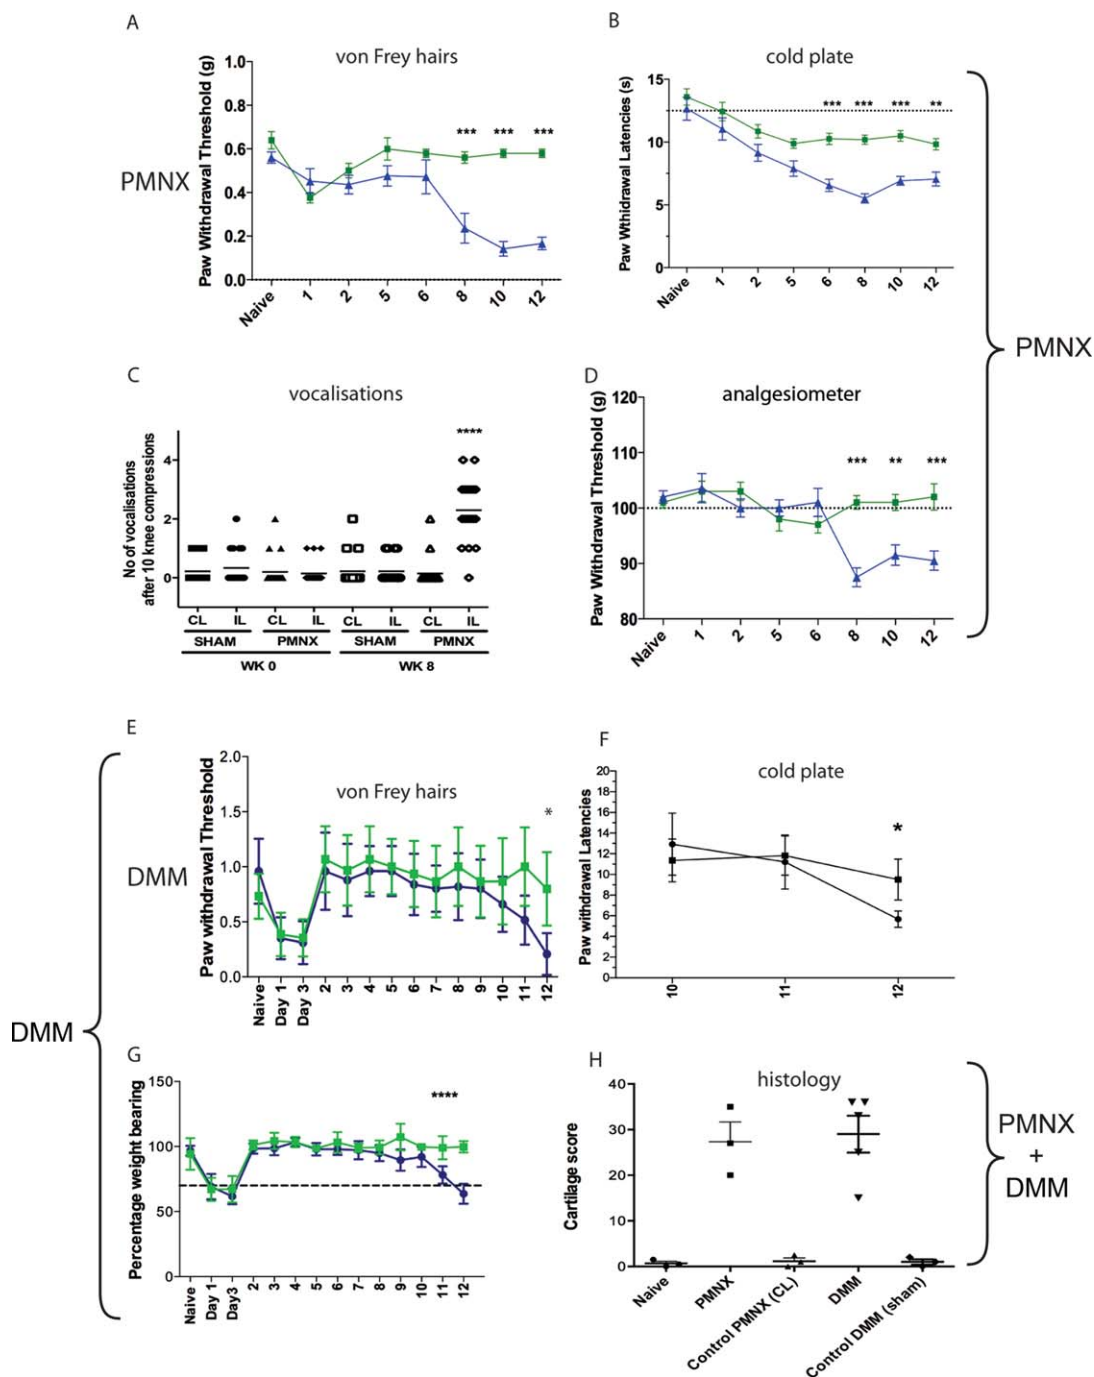 A
von Frey hairs
Paw Withdrawal Threshold (g)
1.0
0.8
0.6
0.4
0.2
0.0
*** *** ***
Naive 1 2 5 6 8 10 12
PMNX
B
cold plate
Paw Wthidrawal Latencies (s)
15
10
5
0
*** *** *** **
Naive 1 2 5 6 8 10 12
PMNX
C
vocalisations
No of vocalisations
after 10 knee compressions
4
2
0
****
CL IL CL IL CL IL CL IL
SHAM PMNX SHAM PMNX
WK 0 WK 8
D
analgesiometer
Paw Withdrawal Threshold (g)
120
110
100
90
80
*** ** ***
Naive 1 2 5 6 8 10 12
E
von Frey hairs
Paw withdrawal Threshold
2.0
1.5
1.0
0.5
0.0
*
Naive Day 1 Day 3 2 3 4 5 6 7 8 9 10 11 12
DMM
F
cold plate
Paw withdrawal Latencies
20
18
16
14
12
10
8
6
4
2
0
*
10 11 12
DMM
G
Percentage weight bearing
150
100
50
0
****
Naive Day 1 Day3 2 3 4 5 6 7 8 9 10 11 12
H
histology
Cartilage score
40
30
20
10
0
Naive PMNX Control PMNX (CL) DMM Control DMM (sham)
PMNX
+
DMM